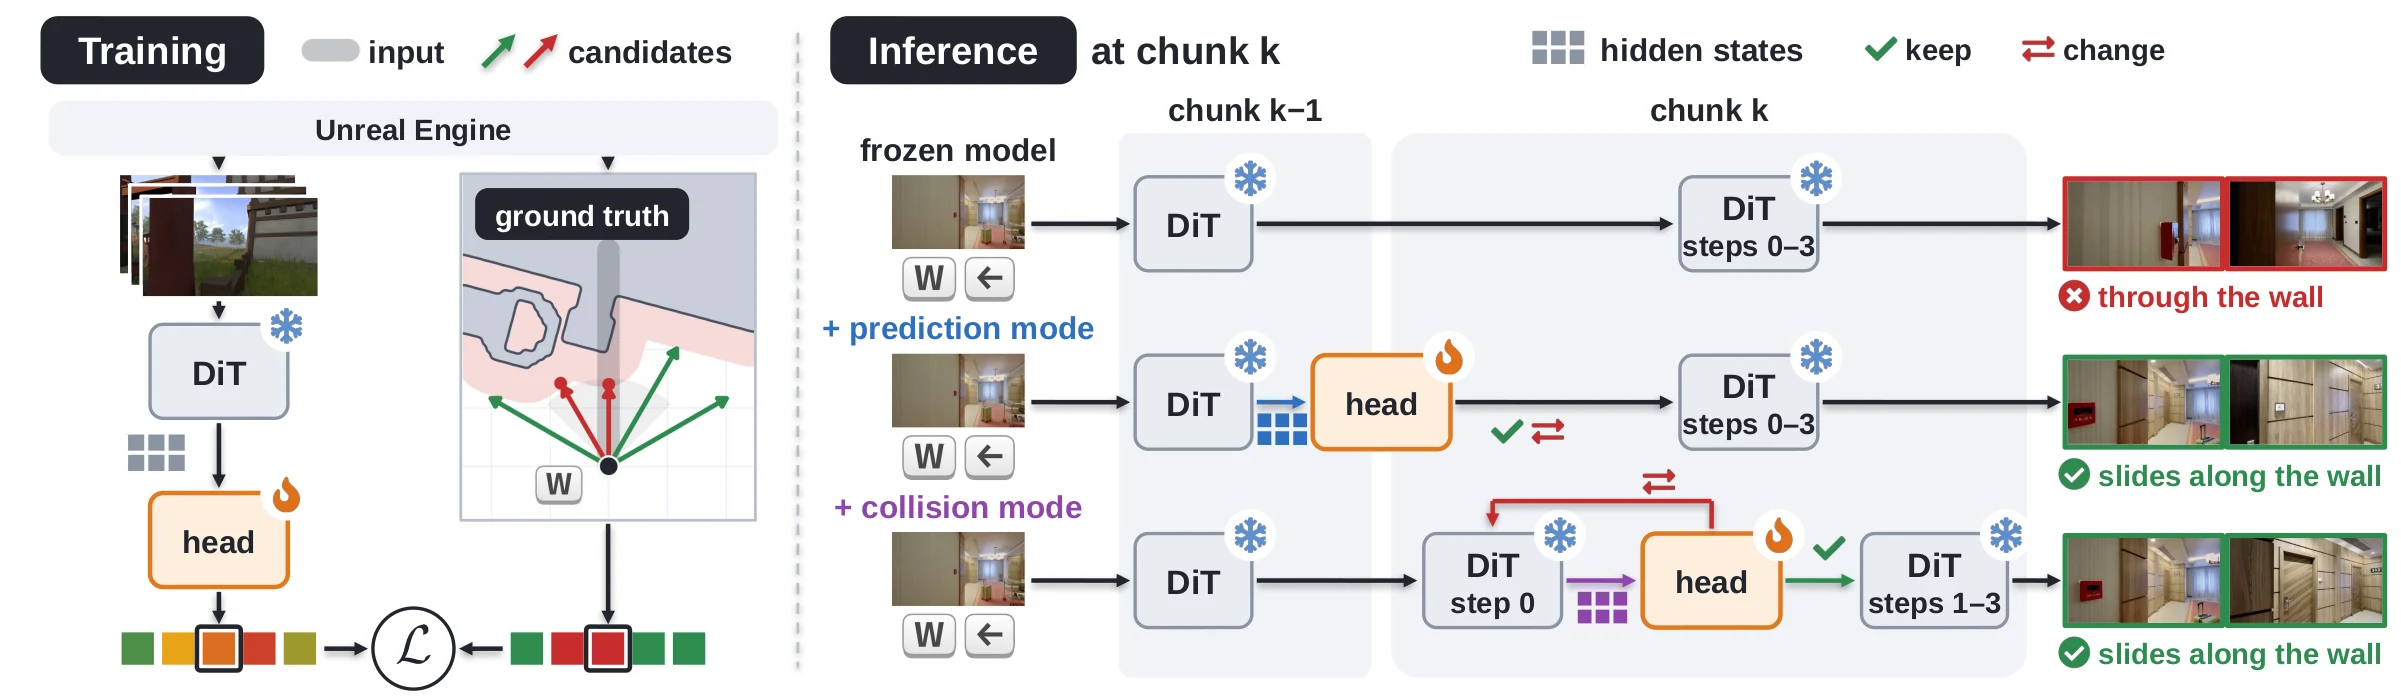 Training
input
candidates
Unreal Engine
ground truth
W
DiT
head
ℒ
Inference at chunk k
hidden states
keep
change
chunk k−1
chunk k
frozen model
W ←
DiT
DiT
steps 0–3
through the wall
+ prediction mode
W ←
DiT
head
DiT
steps 0–3
slides along the wall
+ collision mode
W ←
DiT
DiT
step 0
head
DiT
steps 1–3
slides along the wall